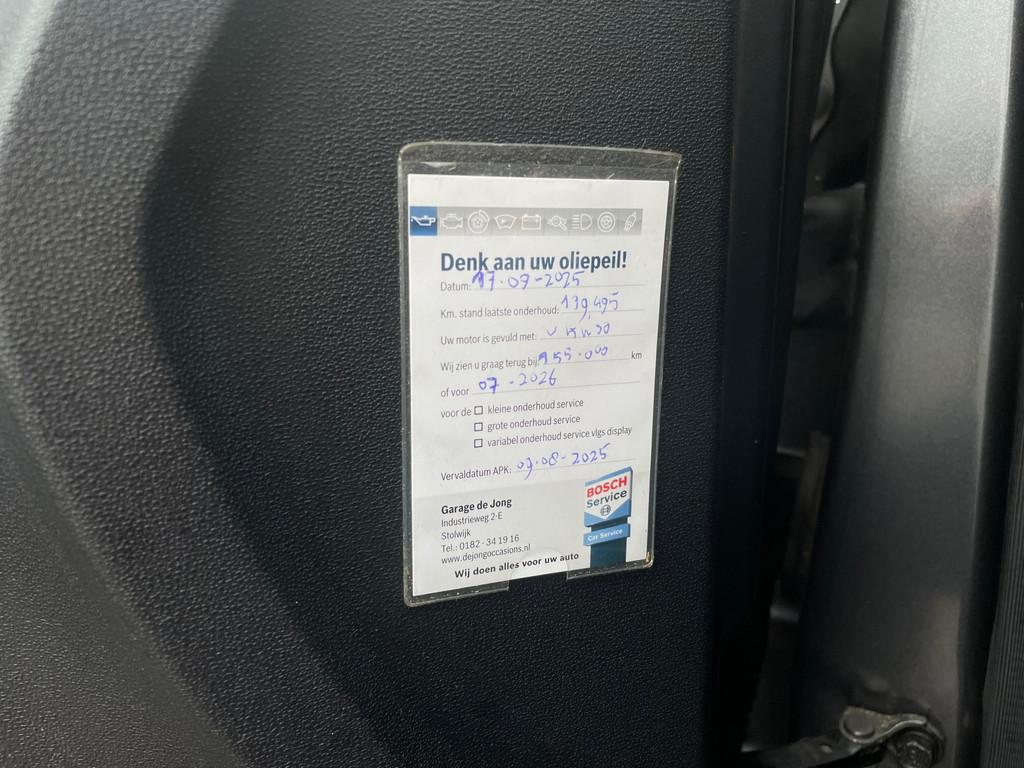 Denk aan uw oliepeil!
Datum: 17-07-2025
Km. stand laatste onderhoud: 139,495
Uw motor is gevuld met:
Wij zien u graag terug bij: 155.000 km
of voor 07-2026
voor de ☐ kleine onderhoud service
☐ grote onderhoud service
☐ variabel onderhoud service vlgs display
Vervaldatum APK: 09-08-2025
Garage de Jong
Industrieweg 2-E
Stolwijk
Tel.: 0182 - 34 19 16
www.dejongoccasions.nl
Wij doen alles voor uw auto
BOSCH
Service
Car Service